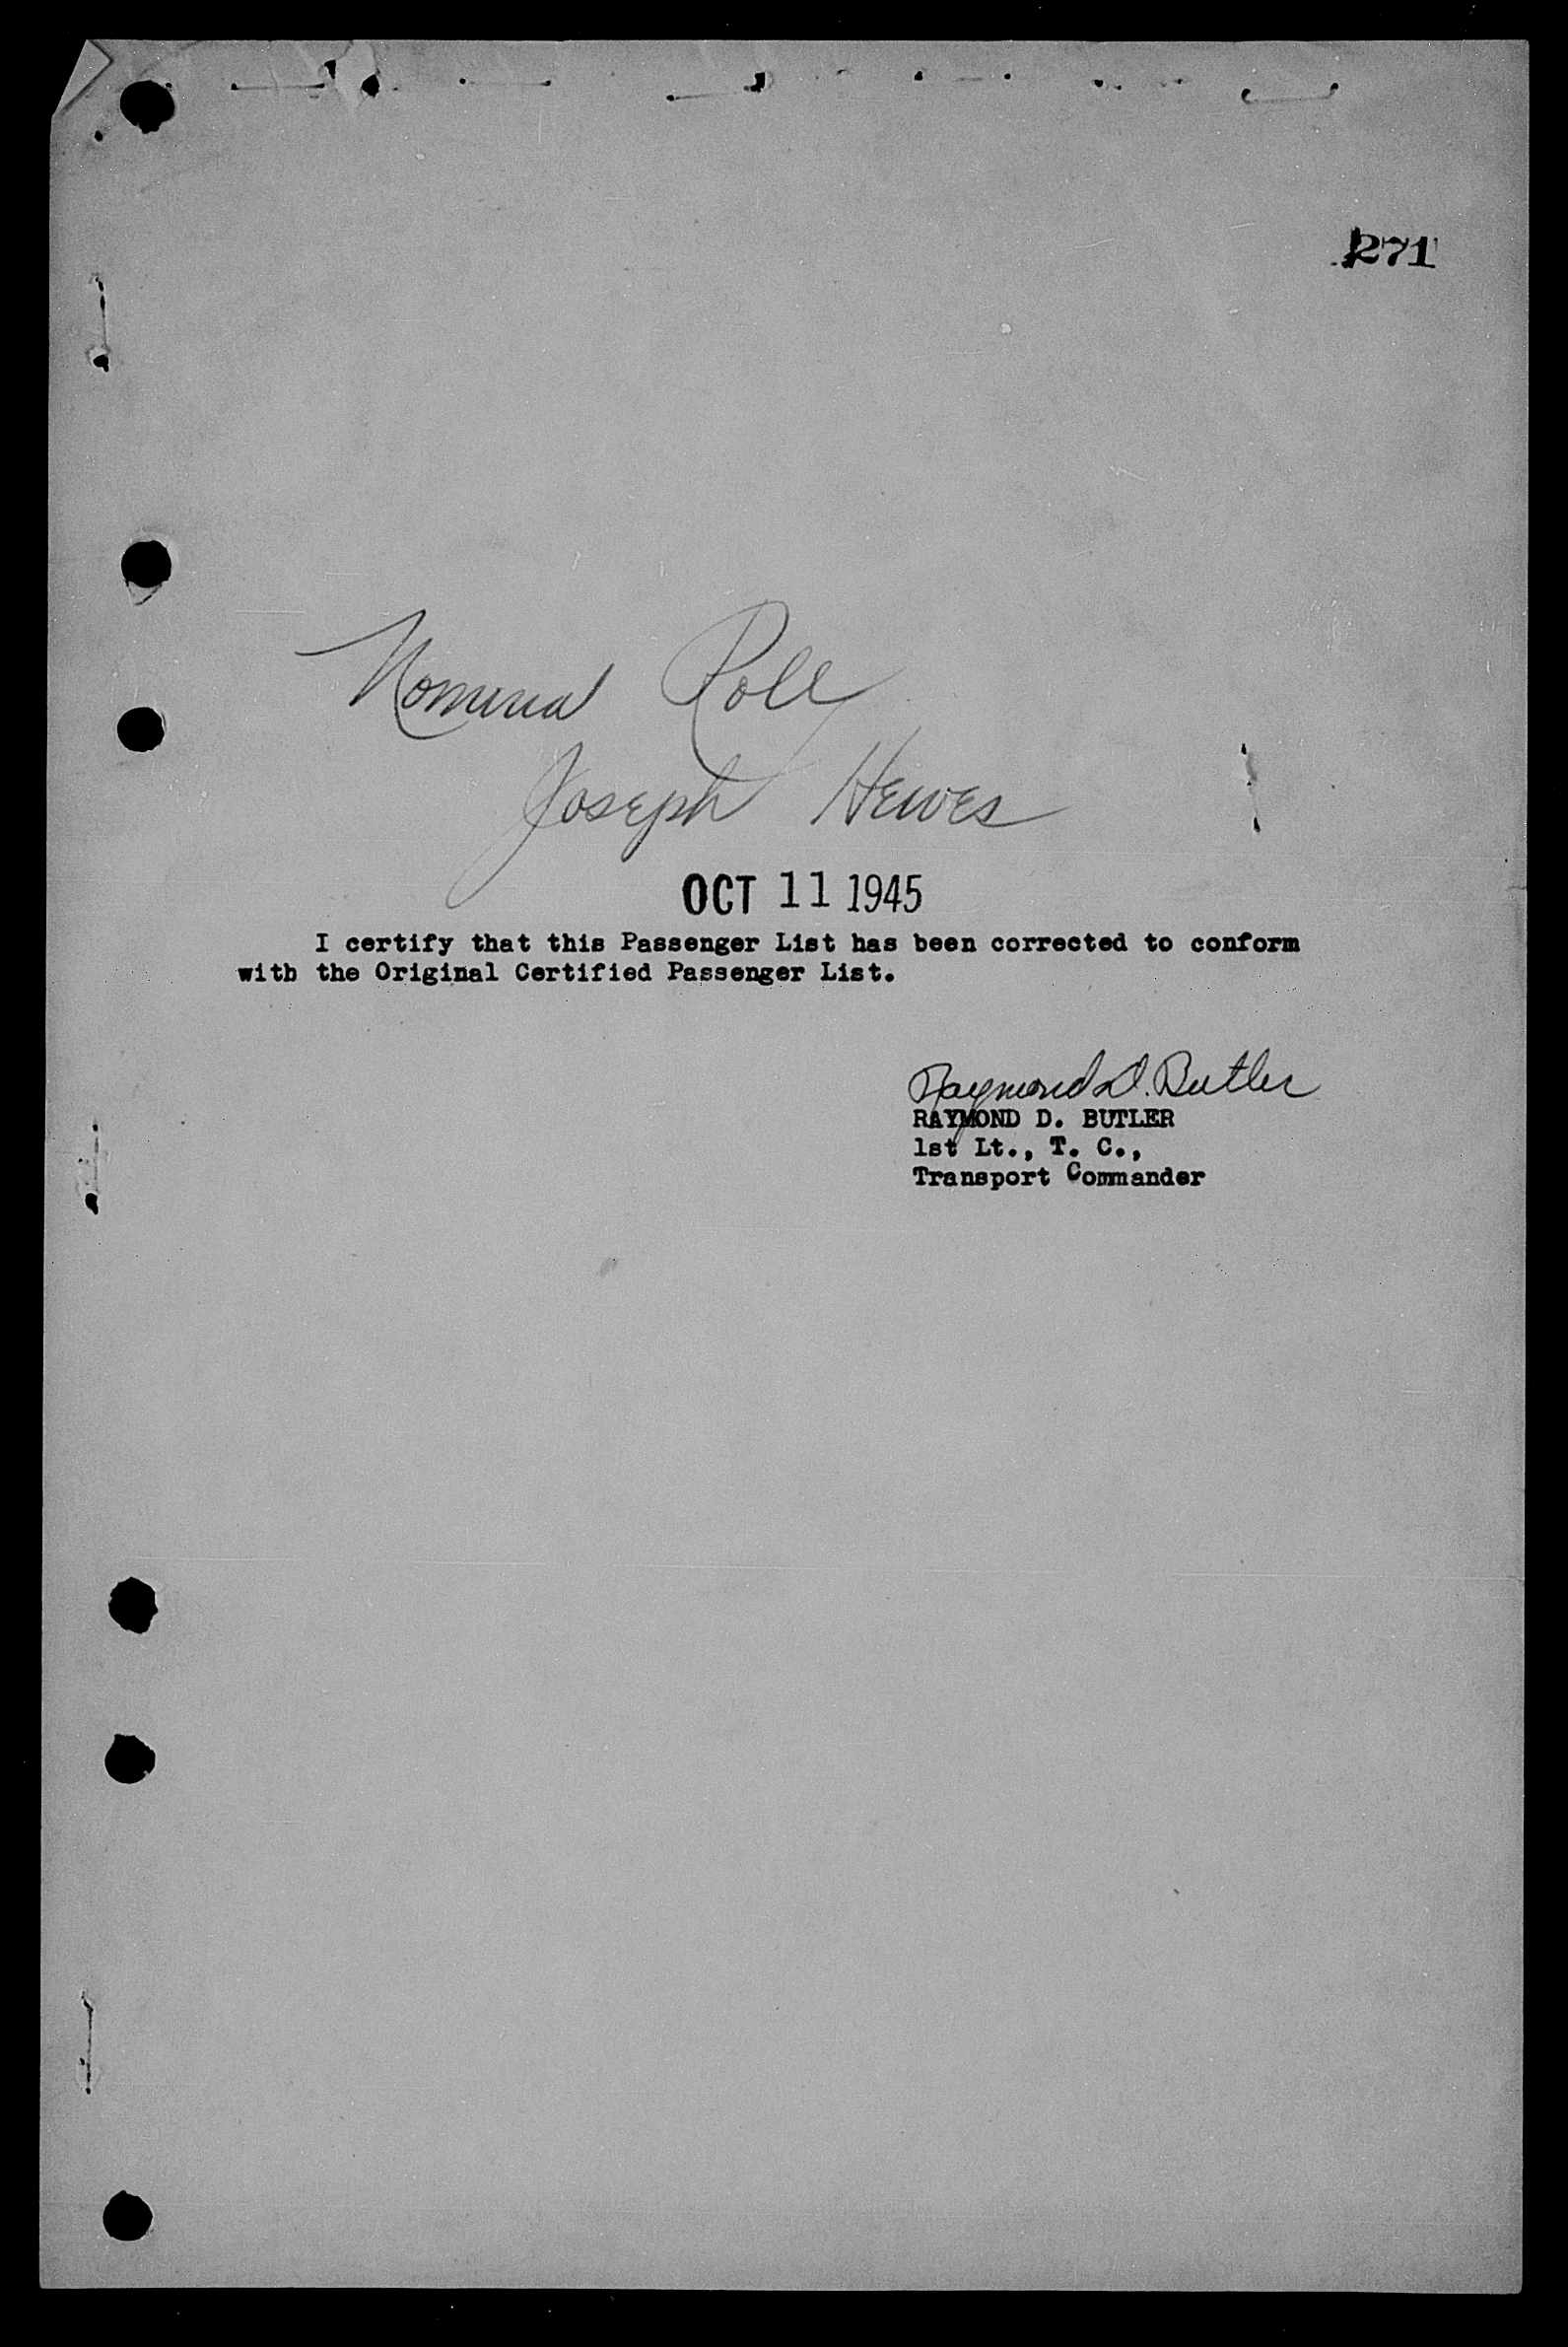 271
Nominal Roll
Joseph Hewes
OCT 11 1945
I certify that this Passenger List has been corrected to conform
with the Original Certified Passenger List.
Raymond D. Butler
RAYMOND D. BUTLER
1st Lt., T. C.,
Transport Commander